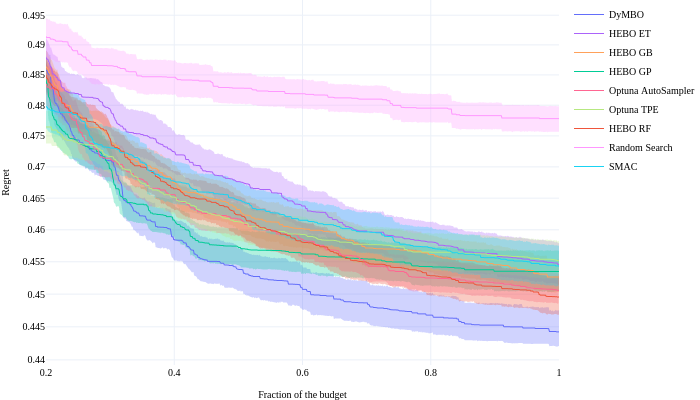 0.495
0.49
0.485
0.48
0.475
0.47
0.465
0.46
0.455
0.45
0.445
0.44
Regret
0.2
0.4
0.6
0.8
1
Fraction of the budget
DyMBO
HEBO ET
HEBO GB
HEBO GP
Optuna AutoSampler
Optuna TPE
HEBO RF
Random Search
SMAC